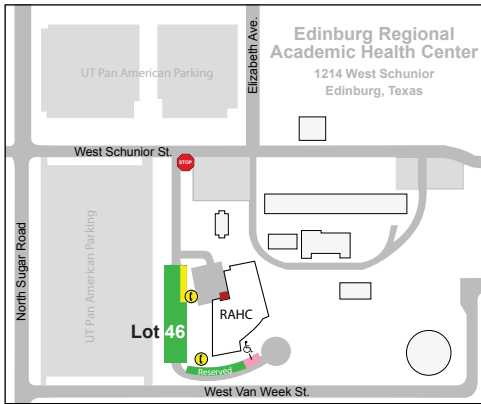 Edinburg Regional
Academic Health Center
1214 West Schunior
Edinburg, Texas
UT Pan American Parking
Elizabeth Ave.
West Schunior St.
STOP
North Sugar Road
UT Pan American Parking
Lot 46
RAHC
Reserved
West Van Week St.